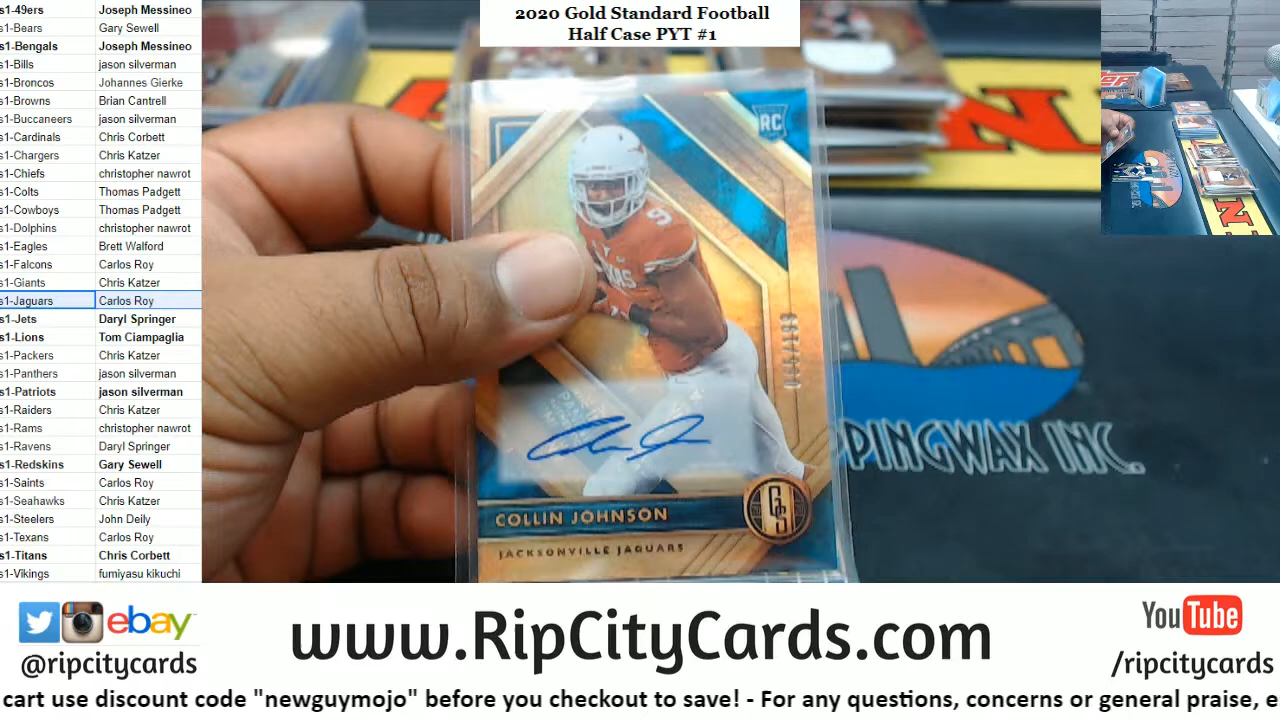 s1-49ers Joseph Messineo
s1-Bears Gary Sewell
s1-Bengals Joseph Messineo
s1-Bills jason silverman
s1-Broncos Johannes Gierke
s1-Browns Brian Cantrell
s1-Buccaneers jason silverman
s1-Cardinals Chris Corbett
s1-Chargers Chris Katzer
s1-Chiefs christopher nawrot
s1-Colts Thomas Padgett
s1-Cowboys Thomas Padgett
s1-Dolphins christopher nawrot
s1-Eagles Brett Walford
s1-Falcons Carlos Roy
s1-Giants Chris Katzer
s1-Jaguars Carlos Roy
s1-Jets Daryl Springer
s1-Lions Tom Ciampaglia
s1-Packers Chris Katzer
s1-Panthers jason silverman
s1-Patriots jason silverman
s1-Raiders Chris Katzer
s1-Rams christopher nawrot
s1-Ravens Daryl Springer
s1-Redskins Gary Sewell
s1-Saints Carlos Roy
s1-Seahawks Chris Katzer
s1-Steelers John Deily
s1-Texans Carlos Roy
s1-Titans Chris Corbett
s1-Vikings fumiyasu kikuchi
2020 Gold Standard Football
Half Case PYT #1
RC
9
COLLIN JOHNSON
JACKSONVILLE JAGUARS
GS
PPINGWAX INC.
ebay
@ripcitycards
www.RipCityCards.com
YouTube
/ripcitycards
cart use discount code "newguymojo" before you checkout to save! - For any questions, concerns or general praise, e